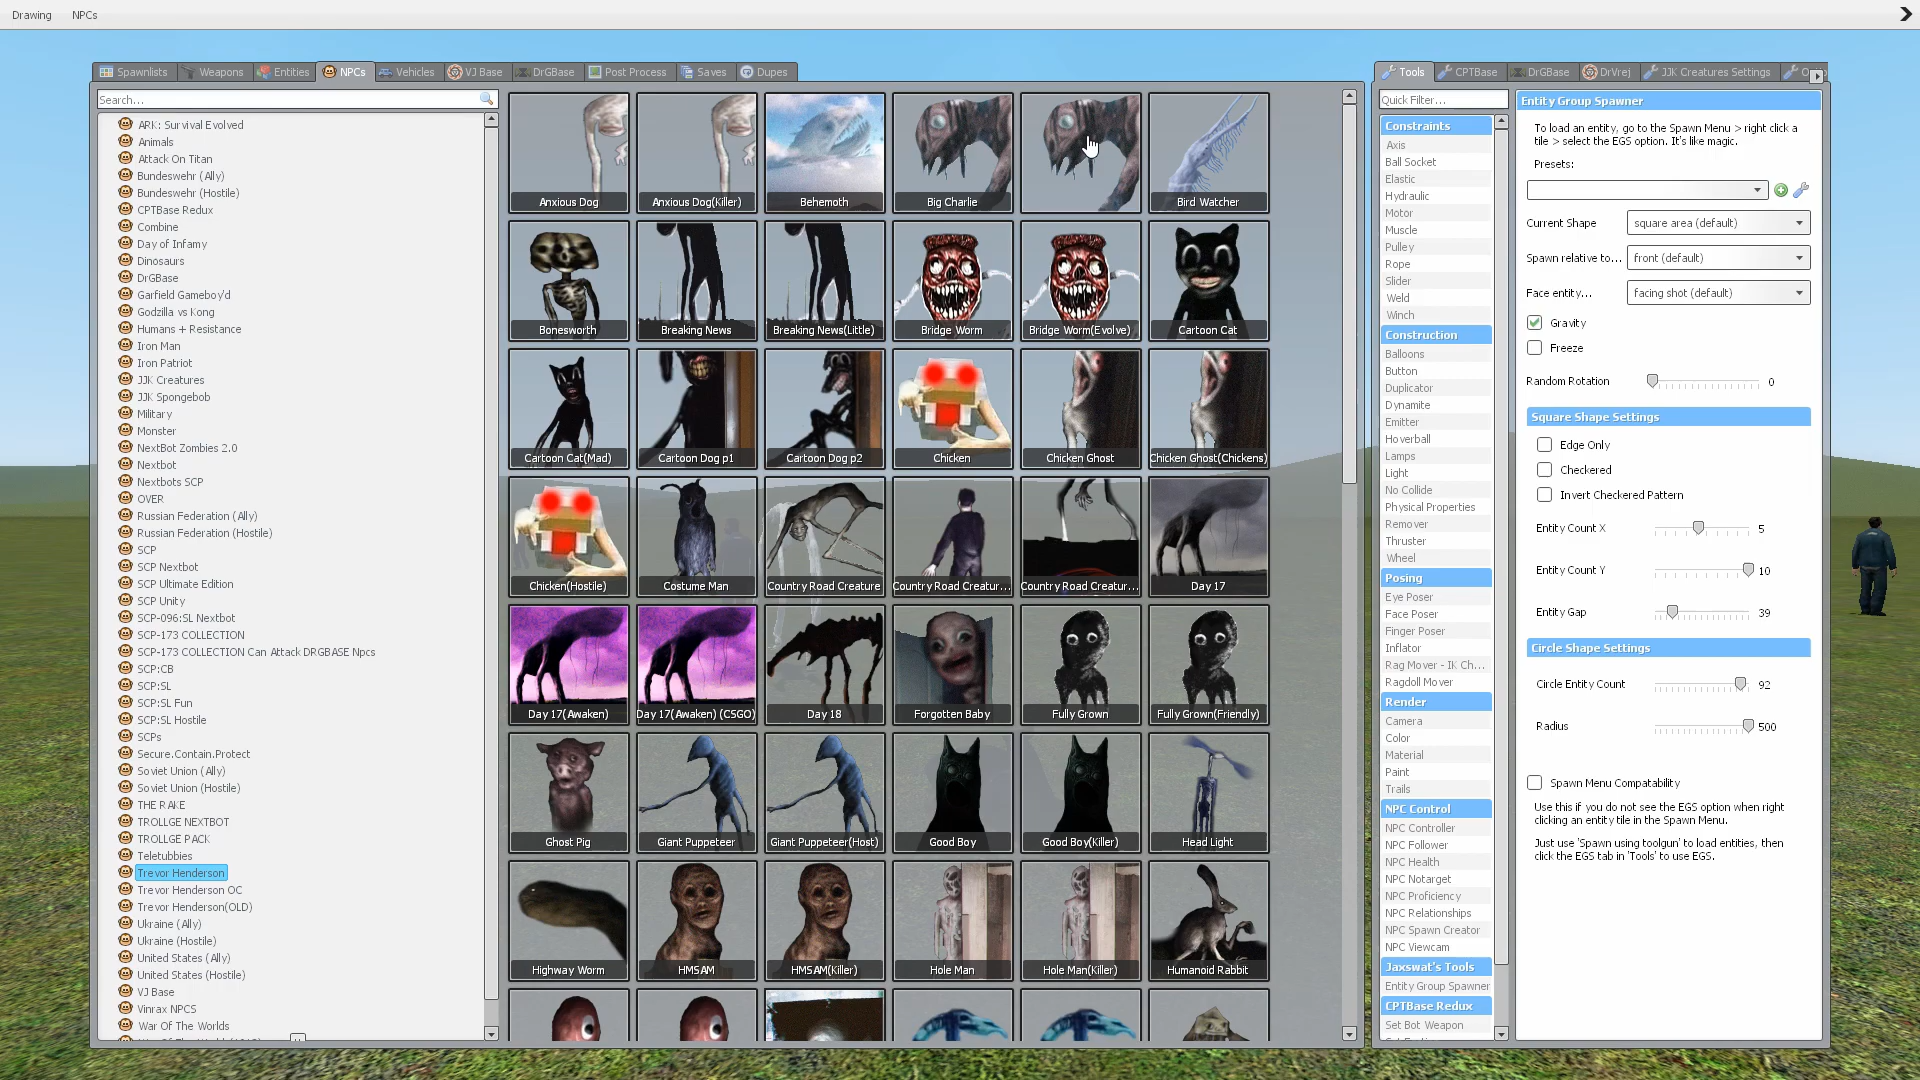 Drawing NPCs
Spawnlists Weapons Entities NPCs Vehicles VJ Base DrGBase Post Process Saves Dupes
Search...
ARK: Survival Evolved
Animals
Attack On Titan
Bundeswehr (Ally)
Bundeswehr (Hostile)
CPTBase Redux
Combine
Day of Infamy
Dinosaurs
DrGBase
Garfield Gameboy'd
Godzilla vs Kong
Humans + Resistance
Iron Man
Iron Patriot
JJK Creatures
JJK Spongebob
Military
Monster
NextBot Zombies 2.0
Nextbot
Nextbots SCP
OVER
Russian Federation (Ally)
Russian Federation (Hostile)
SCP
SCP Nextbot
SCP Ultimate Edition
SCP Unity
SCP-096:SL Nextbot
SCP-173 COLLECTION
SCP-173 COLLECTION Can Attack DRGBASE Npcs
SCP:CB
SCP:SL
SCP:SL Fun
SCP:SL Hostile
SCPs
Secure.Contain.Protect
Soviet Union (Ally)
Soviet Union (Hostile)
THE RAKE
TROLLGE NEXTBOT
TROLLGE PACK
Teletubbies
Trevor Henderson
Trevor Henderson OC
Trevor Henderson(OLD)
Ukraine (Ally)
Ukraine (Hostile)
United States (Ally)
United States (Hostile)
VJ Base
Vinrax NPCS
War Of The Worlds
Anxious Dog Anxious Dog(Killer) Behemoth Big Charlie Bird Watcher
Bonesworth Breaking News Breaking News(Little) Bridge Worm Bridge Worm(Evolve) Cartoon Cat
Cartoon Cat(Mad) Cartoon Dog p1 Cartoon Dog p2 Chicken Chicken Ghost Chicken Ghost(Chickens)
Chicken(Hostile) Costume Man Country Road Creature Country Road Creatur... Country Road Creatur... Day 17
Day 17(Awaken) Day 17(Awaken) (CSGO) Day 18 Forgotten Baby Fully Grown Fully Grown(Friendly)
Ghost Pig Giant Puppeteer Giant Puppeteer(Host) Good Boy Good Boy(Killer) Head Light
Highway Worm HMSAM HMSAM(Killer) Hole Man Hole Man(Killer) Humanoid Rabbit
Tools CPTBase DrGBase DrVrej JJK Creatures Settings
Quick Filter...
Constraints
Axis
Ball Socket
Elastic
Hydraulic
Motor
Muscle
Pulley
Rope
Slider
Weld
Winch
Construction
Balloons
Button
Duplicator
Dynamite
Emitter
Hoverball
Lamps
Light
No Collide
Physical Properties
Remover
Thruster
Wheel
Posing
Eye Poser
Face Poser
Finger Poser
Inflator
Rag Mover - IK Ch...
Ragdoll Mover
Render
Camera
Color
Material
Paint
Trails
NPC Control
NPC Controller
NPC Follower
NPC Health
NPC Notarget
NPC Proficiency
NPC Relationships
NPC Spawn Creator
NPC Viewcam
Jaxswat's Tools
Entity Group Spawner
CPTBase Redux
Set Bot Weapon
Entity Group Spawner
To load an entity, go to the Spawn Menu > right click a
tile > select the EGS option. It's like magic.
Presets:
Current Shape square area (default)
Spawn relative to... front (default)
Face entity... facing shot (default)
Gravity
Freeze
Random Rotation 0
Square Shape Settings
Edge Only
Checkered
Invert Checkered Pattern
Entity Count X 5
Entity Count Y 10
Entity Gap 39
Circle Shape Settings
Circle Entity Count 92
Radius 500
Spawn Menu Compatability
Use this if you do not see the EGS option when right
clicking an entity tile in the Spawn Menu.
Just use 'Spawn using toolgun' to load entities, then
click the EGS tab in 'Tools' to use EGS.